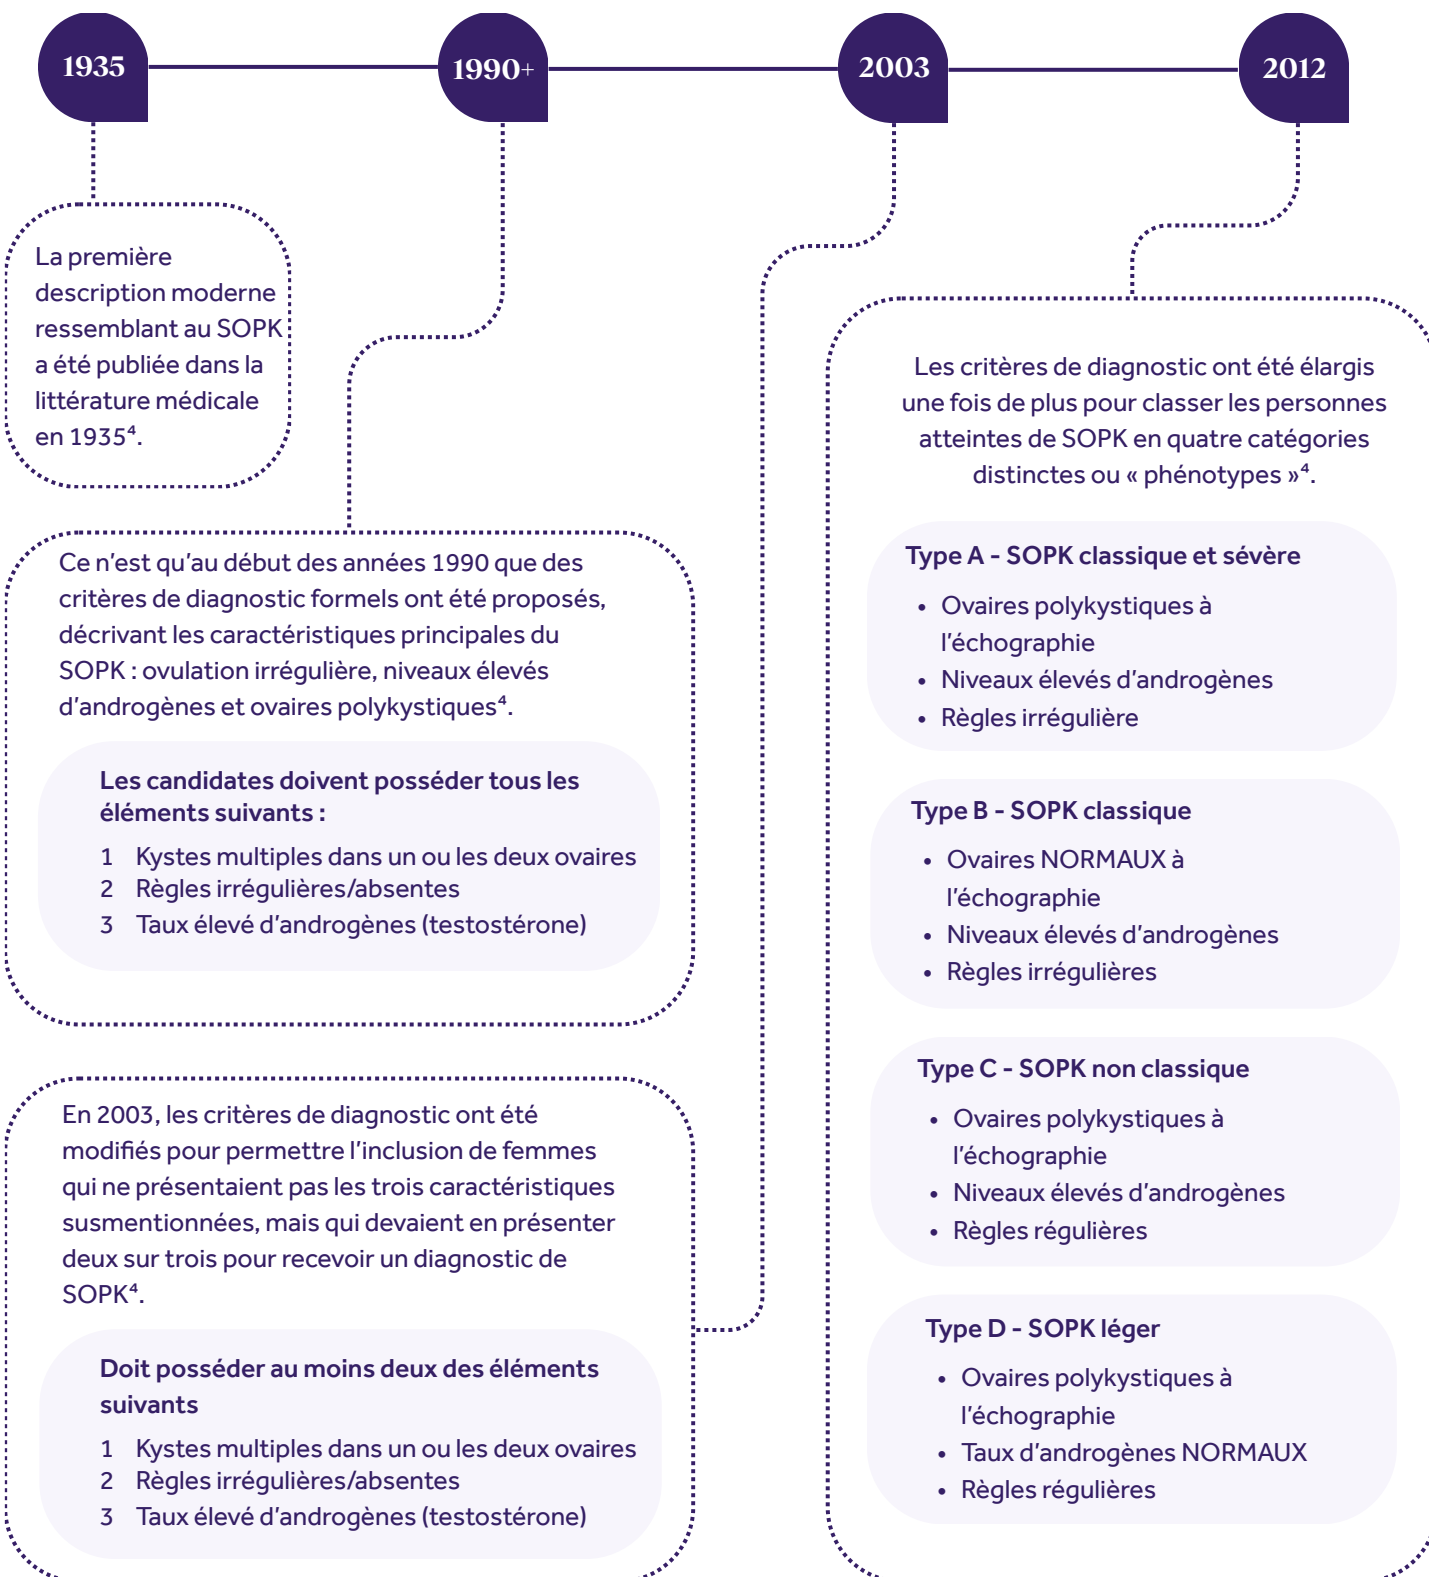 1935
1990+
2003
2012
La première
description moderne
ressemblant au SOPK
a été publiée dans la
littérature médicale
en 1935⁴.
Ce n'est qu'au début des années 1990 que des
critères de diagnostic formels ont été proposés,
décrivant les caractéristiques principales du
SOPK : ovulation irrégulière, niveaux élevés
d'androgènes et ovaires polykystiques⁴.
Les candidates doivent posséder tous les
éléments suivants :
1 Kystes multiples dans un ou les deux ovaires
2 Règles irrégulières/absentes
3 Taux élevé d'androgènes (testostérone)
En 2003, les critères de diagnostic ont été
modifiés pour permettre l'inclusion de femmes
qui ne présentaient pas les trois caractéristiques
susmentionnées, mais qui devaient en présenter
deux sur trois pour recevoir un diagnostic de
SOPK⁴.
Doit posséder au moins deux des éléments
suivants
1 Kystes multiples dans un ou les deux ovaires
2 Règles irrégulières/absentes
3 Taux élevé d'androgènes (testostérone)
Les critères de diagnostic ont été élargis
une fois de plus pour classer les personnes
atteintes de SOPK en quatre catégories
distinctes ou « phénotypes »⁴.
Type A - SOPK classique et sévère
• Ovaires polykystiques à
l'échographie
• Niveaux élevés d'androgènes
• Règles irrégulière
Type B - SOPK classique
• Ovaires NORMAUX à
l'échographie
• Niveaux élevés d'androgènes
• Règles irrégulières
Type C - SOPK non classique
• Ovaires polykystiques à
l'échographie
• Niveaux élevés d'androgènes
• Règles régulières
Type D - SOPK léger
• Ovaires polykystiques à
l'échographie
• Taux d'androgènes NORMAUX
• Règles régulières